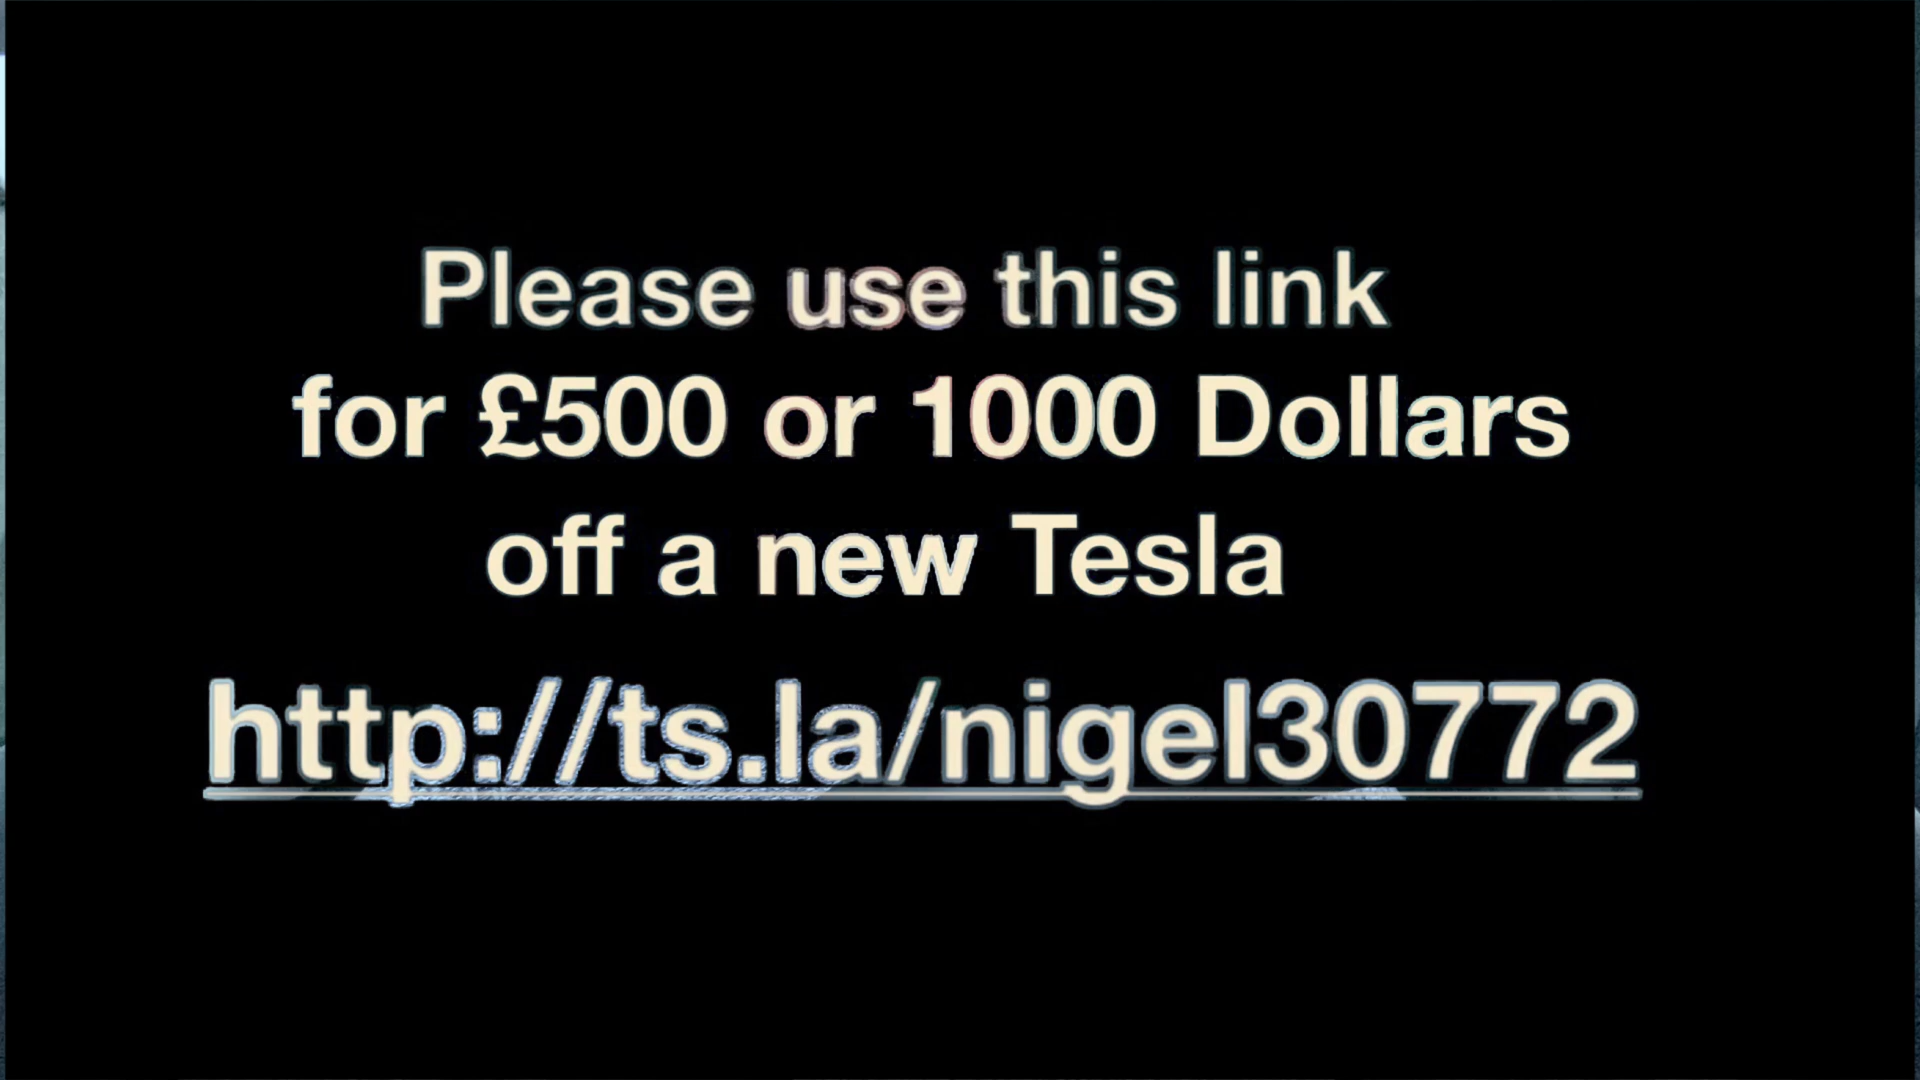 Please use this link
for £500 or 1000 Dollars
off a new Tesla
http://ts.la/nigel30772